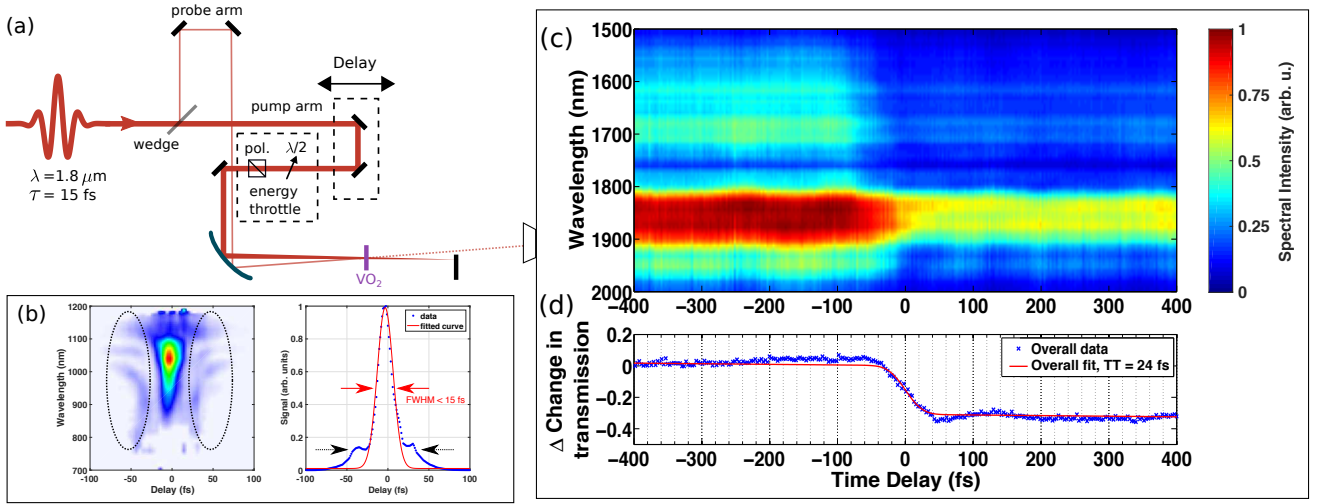 (a)
probe arm
Delay
pump arm
wedge
pol.
λ/2
energy
throttle
λ =1.8 μm
τ = 15 fs
VO2
(b)
1200
1100
1000
900
800
700
Wavelength (nm)
-100
-50
0
50
100
Delay (fs)
1
0.8
0.6
0.4
0.2
0
Signal (arb. units)
data
fitted curve
FWHM < 15 fs
-100
-50
0
50
100
Delay (fs)
(c)
1500
1600
1700
1800
1900
2000
Wavelength (nm)
−400
−300
−200
−100
0
100
200
300
400
1
0.75
0.5
0.25
0
Spectral Intensity (arb. u.)
(d)
0.2
0
−0.2
−0.4
Δ Change in
transmission
Overall data
Overall fit, TT = 24 fs
−400
−300
−200
−100
0
100
200
300
400
Time Delay (fs)